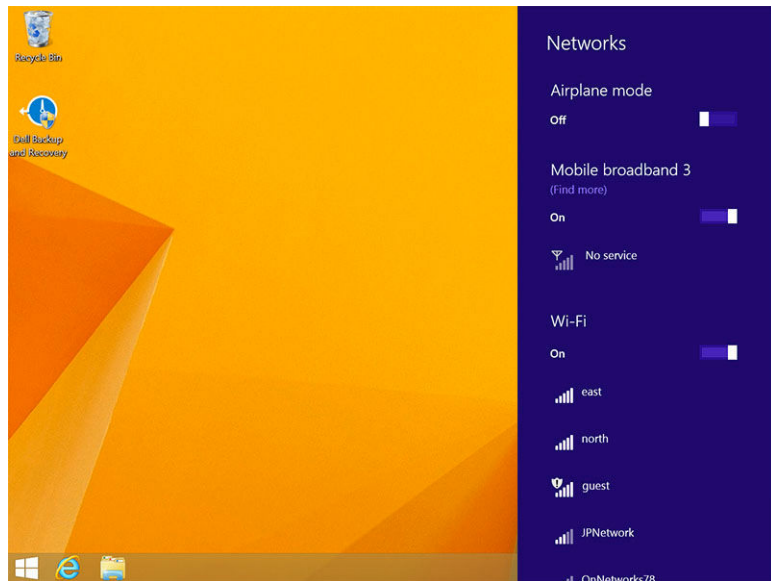 Recycle Bin
Dell Backup
and Recovery
Networks
Airplane mode
Off
Mobile broadband 3
(Find more)
On
No service
Wi-Fi
On
east
north
guest
JPNetwork
OnNetworks78